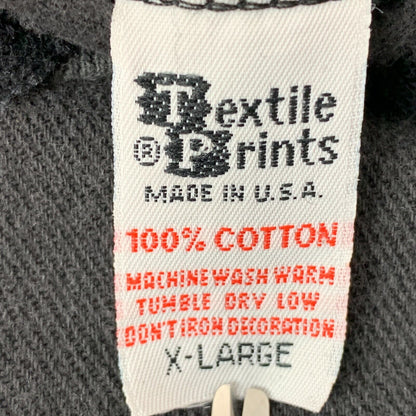 Textile
® Prints
MADE IN U.S.A.
100% COTTON
MACHINE WASH WARM
TUMBLE DRY LOW
DON'T IRON DECORATION
X-LARGE